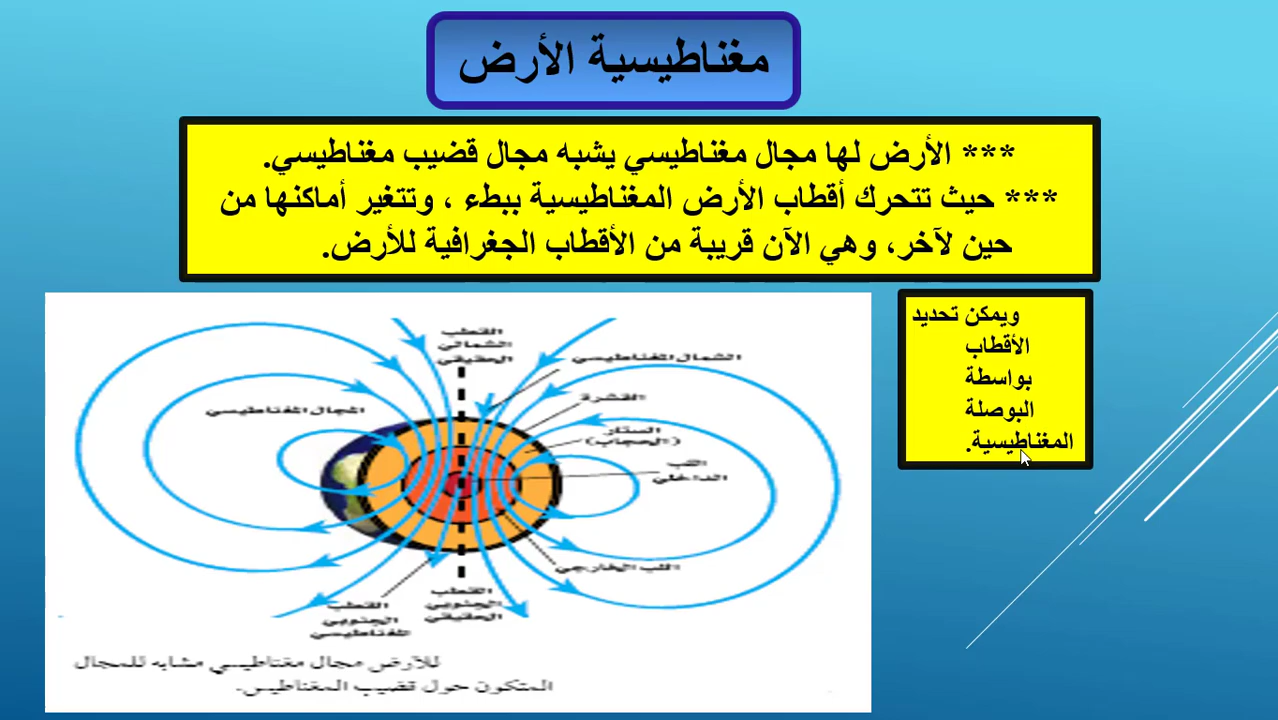 مغناطيسية الأرض
*** الأرض لها مجال مغناطيسي يشبه مجال قضيب مغناطيسي.
*** حيث تتحرك أقطاب الأرض المغناطيسية ببطء ، وتتغير أماكنها من
حين لآخر، وهي الآن قريبة من الأقطاب الجغرافية للأرض.
ويمكن تحديد
الأقطاب
بواسطة
البوصلة
المغناطيسية.
القطب
الشمالي
الحقيقي
الشمال المغناطيسي
القشرة
المجال المغناطيسي
الستار
(الحجاب)
اللب
الداخلي
اللب الخارجي
القطب
الجنوبي
الحقيقي
القطب
الجنوبي
المغناطيسي
للأرض مجال مغناطيسي مشابه للمجال
المتكون حول قضيب المغناطيس.